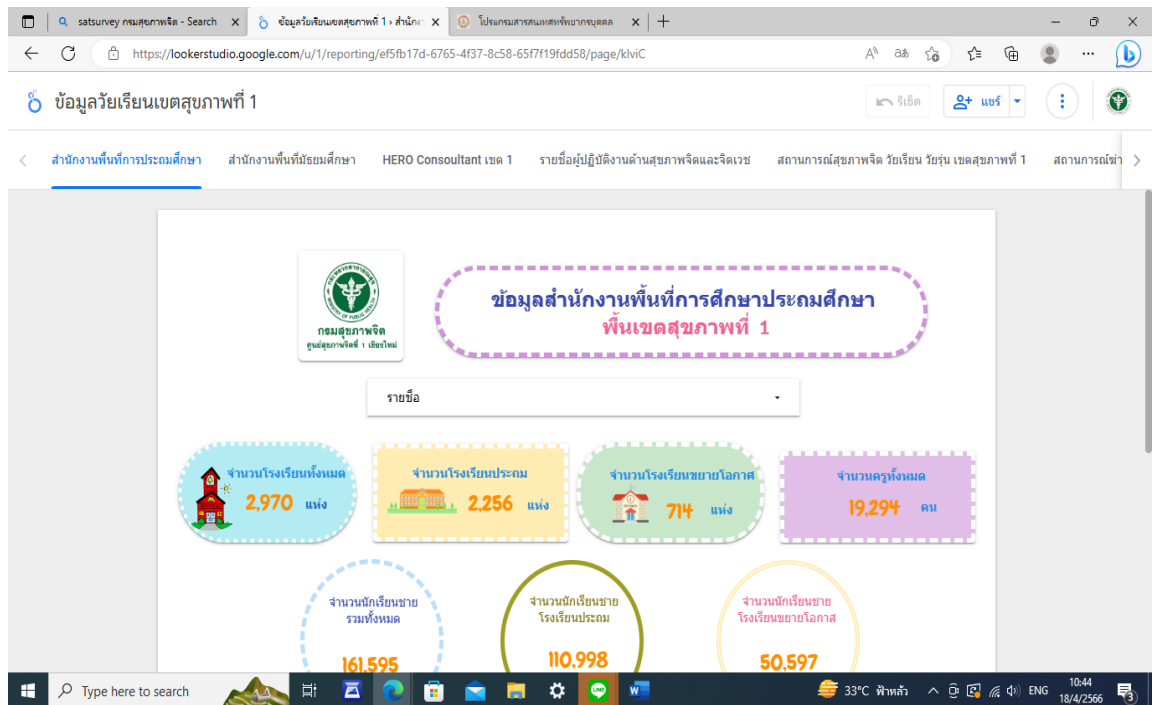 satsurvey กรมสุขภาพจิต - Search
ข้อมูลวัยเรียนเขตสุขภาพที่ 1 › สำนักง
โปรแกรมสารสนเทศทรัพยากรบุคคล
https://lookerstudio.google.com/u/1/reporting/ef5fb17d-6765-4f37-8c58-65f7f19fdd58/page/klviC
ข้อมูลวัยเรียนเขตสุขภาพที่ 1
รีเซ็ต
แชร์
สำนักงานพื้นที่การประถมศึกษา
สำนักงานพื้นที่มัธยมศึกษา
HERO Consoultant เขต 1
รายชื่อผู้ปฏิบัติงานด้านสุขภาพจิตและจิตเวช
สถานการณ์สุขภาพจิต วัยเรียน วัยรุ่น เขตสุขภาพที่ 1
สถานการณ์ฆ่า
กรมสุขภาพจิต
ศูนย์สุขภาพจิตที่ 1 เชียงใหม่
ข้อมูลสำนักงานพื้นที่การศึกษาประถมศึกษา
พื้นเขตสุขภาพที่ 1
รายชื่อ
จำนวนโรงเรียนทั้งหมด
2,970 แห่ง
จำนวนโรงเรียนประถม
2,256 แห่ง
จำนวนโรงเรียนขยายโอกาศ
714 แห่ง
จำนวนครูทั้งหมด
19,294 คน
จำนวนนักเรียนชาย
รวมทั้งหมด
161,595
จำนวนนักเรียนชาย
โรงเรียนประถม
110,998
จำนวนนักเรียนชาย
โรงเรียนขยายโอกาส
50,597
Type here to search
33°C ฟ้าหลัว
ENG
10:44
18/4/2566